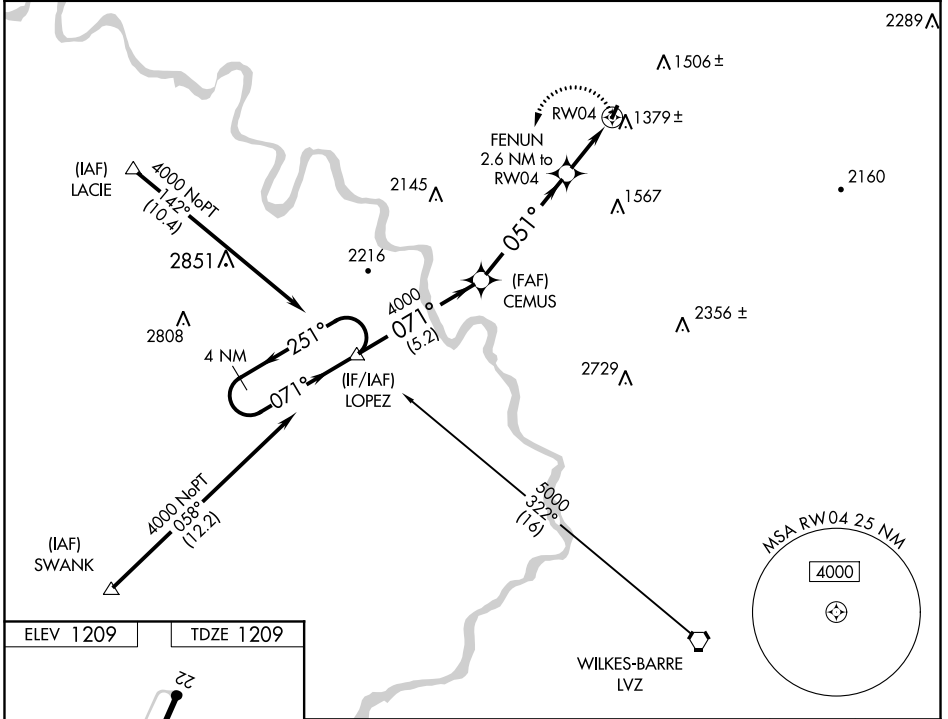 2289
1506 ±
RW04
1379 ±
FENUN
2.6 NM to
RW04
(IAF)
LACIE
4000 NoPT
142°
(10.4)
2145
1567
2160
051°
2851
2216
(FAF)
CEMUS
4000
071°
(5.2)
2808
251°
4 NM
071°
(IF/IAF)
LOPEZ
2356 ±
2729
4000 NoPT
058°
(12.2)
5000
322°
(16)
(IAF)
SWANK
MSA RW04 25 NM
4000
ELEV 1209
TDZE 1209
WILKES-BARRE
LVZ
22